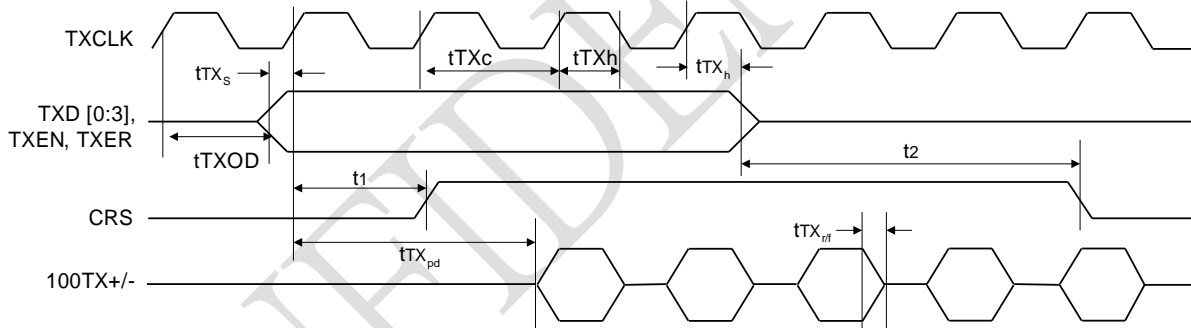 TXCLK
tTXc
tTXh
tTXs
tTXh
TXD [0:3],
TXEN, TXER
tTXOD
t1
t2
CRS
tTXpd
tTXr/f
100TX+/-